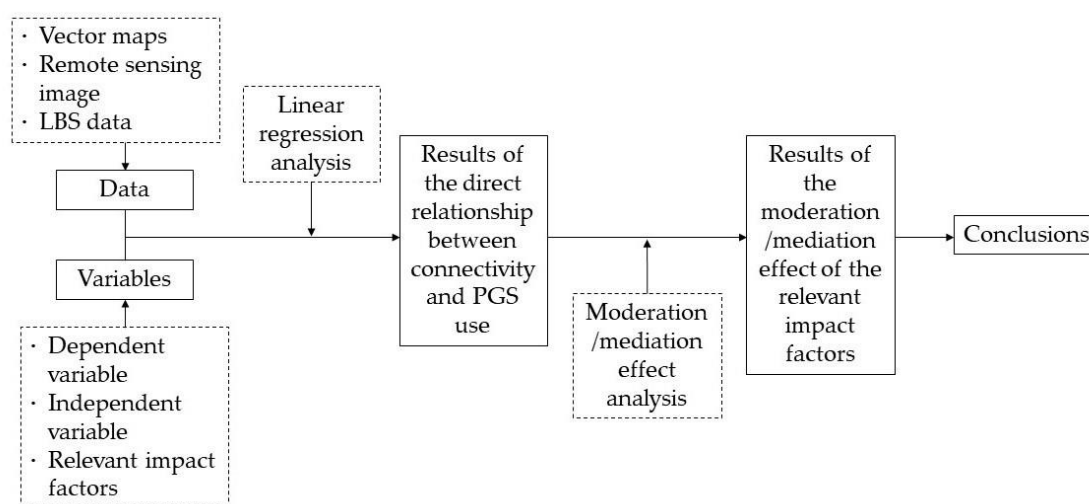 · Vector maps
· Remote sensing
image
· LBS data
Data
Variables
· Dependent
variable
· Independent
variable
· Relevant impact
factors
Linear
regression
analysis
Results of
the direct
relationship
between
connectivity
and PGS
use
Moderation
/mediation
effect
analysis
Results of
the
moderation
/mediation
effect of the
relevant
impact
factors
Conclusions